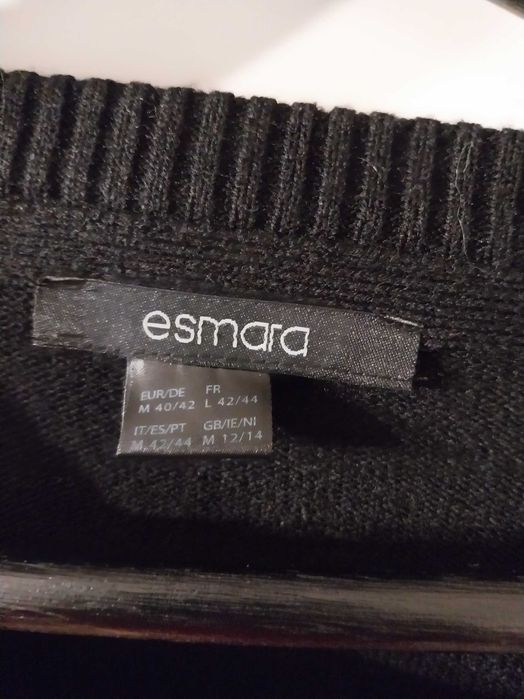 esmara
EUR/DE FR
M 40/42 L 42/44
IT/ES/PT GB/IE/NI
M 42/44 M 12/14